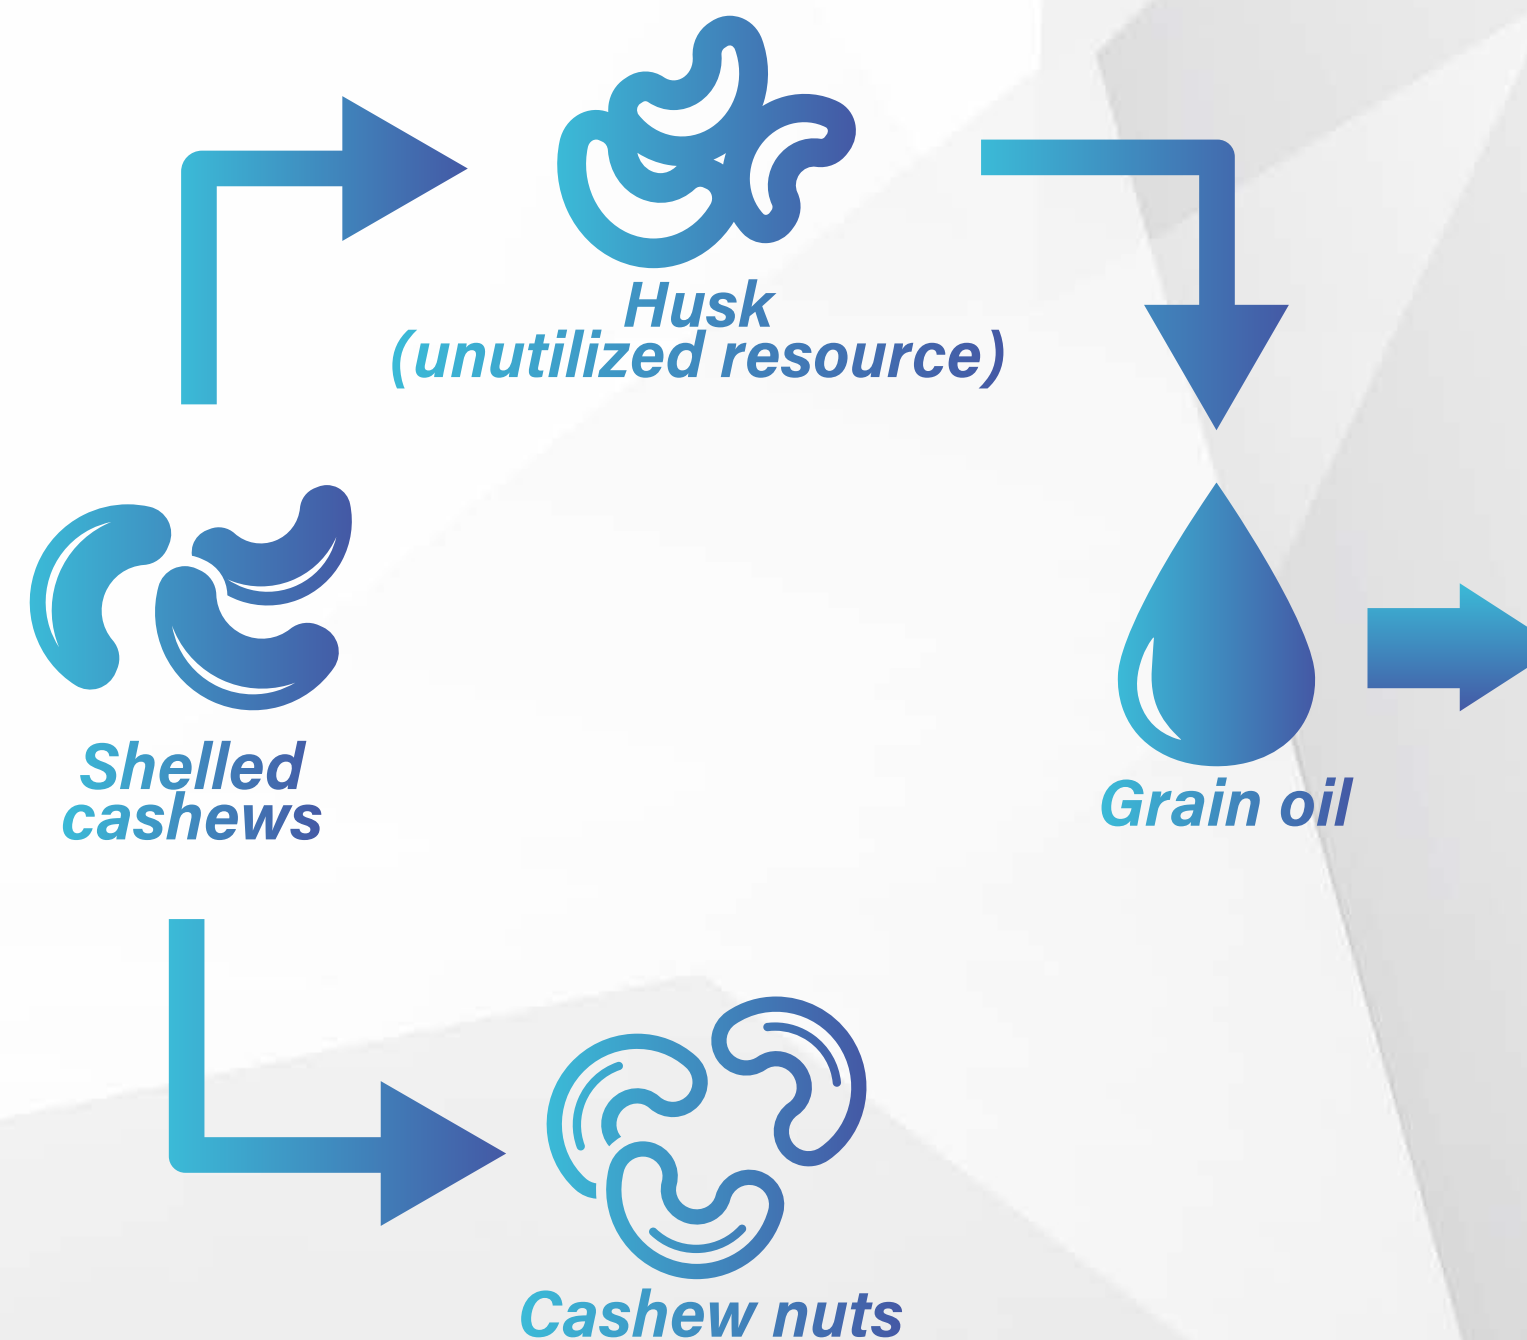 Husk
(unutilized resource)
Shelled
cashews
Grain oil
Cashew nuts